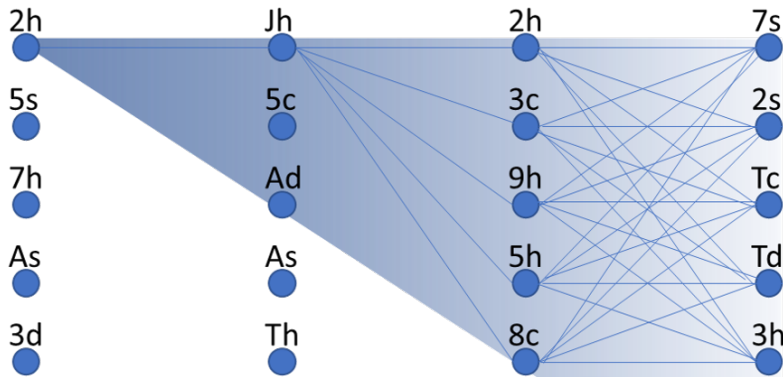 2h Jh 2h 7s
5s 5c 3c 2s
7h Ad 9h Tc
As As 5h Td
3d Th 8c 3h